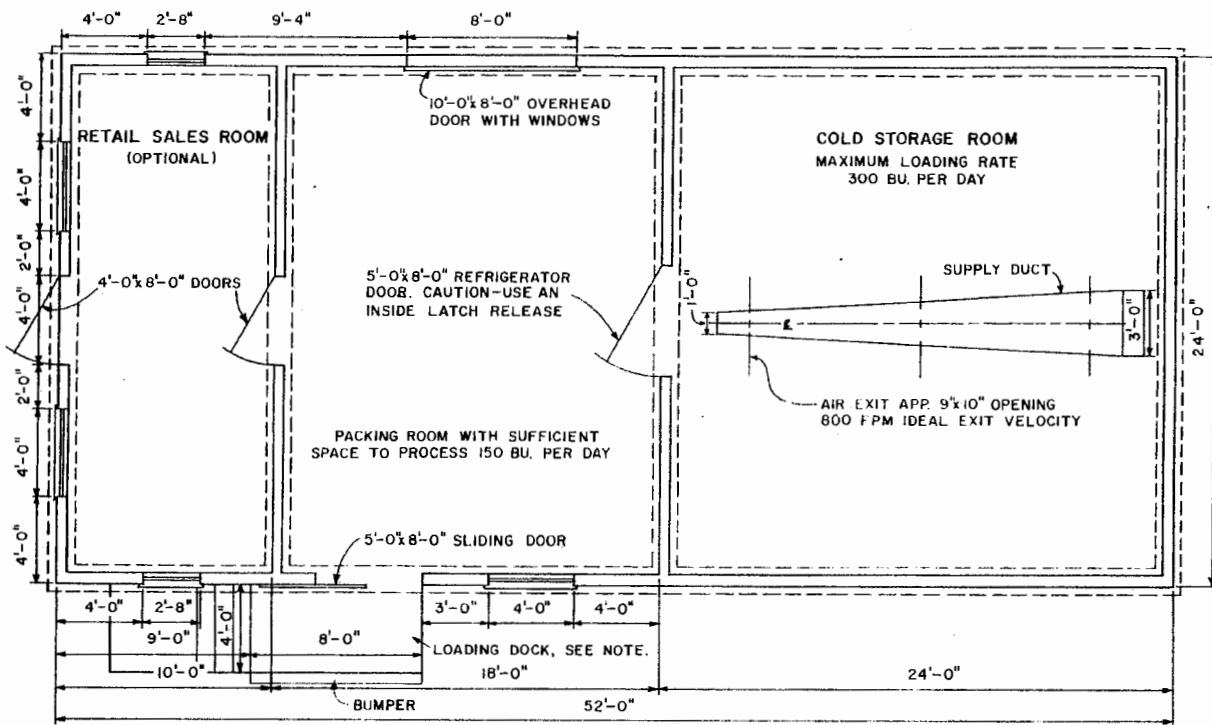 4'-0" 2'-8" 9'-4" 8'-0"
4'-0"
10'-0"x8'-0" OVERHEAD
DOOR WITH WINDOWS
RETAIL SALES ROOM
(OPTIONAL)
COLD STORAGE ROOM
MAXIMUM LOADING RATE
300 BU. PER DAY
4'-0"
2'-0"
4'-0"x8'-0" DOORS
5'-0"x8'-0" REFRIGERATOR
DOOR. CAUTION-USE AN
INSIDE LATCH RELEASE
SUPPLY DUCT
4'-0"
1'-0"
3'-0"
24'-0"
2'-0"
AIR EXIT APP. 9"x10" OPENING
800 FPM IDEAL EXIT VELOCITY
4'-0"
PACKING ROOM WITH SUFFICIENT
SPACE TO PROCESS 150 BU. PER DAY
4'-0"
5'-0"x8'-0" SLIDING DOOR
4'-0" 2'-8" 3'-0" 4'-0" 4'-0"
9'-0" 4'-0" 8'-0"
LOADING DOCK, SEE NOTE.
10'-0" 18'-0" 24'-0"
BUMPER
52'-0"